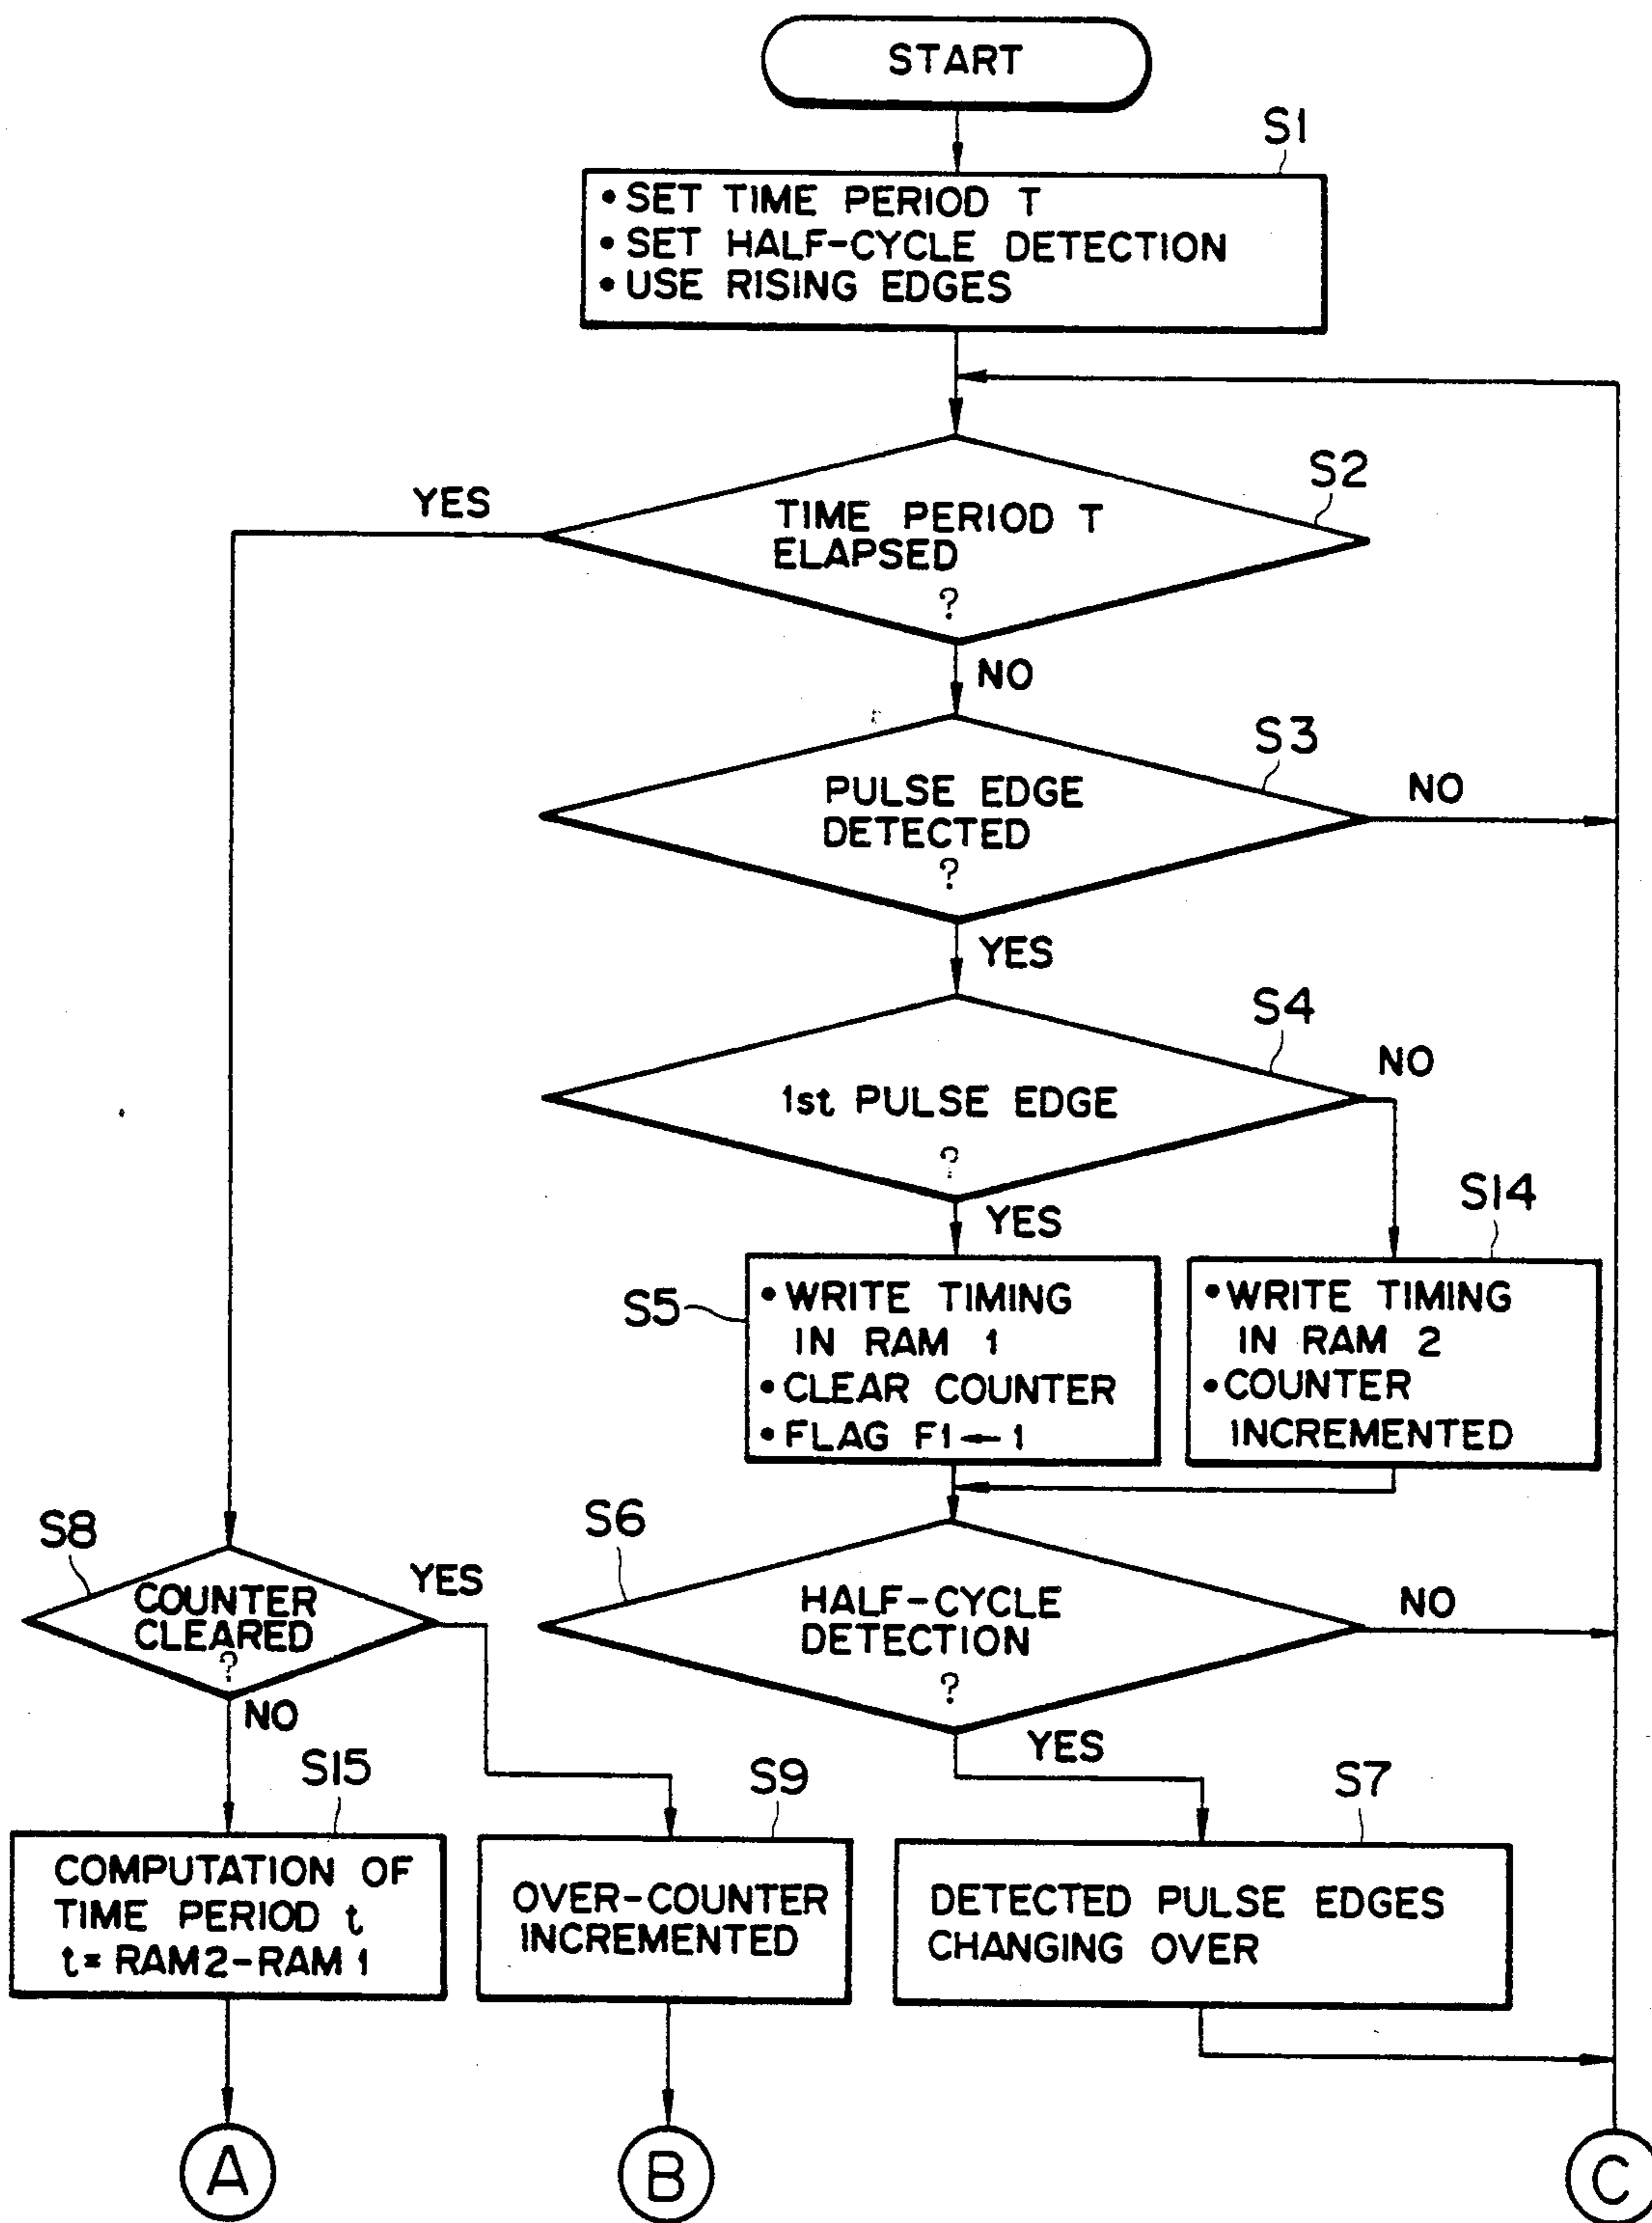 START
S1
• SET TIME PERIOD T
• SET HALF-CYCLE DETECTION
• USE RISING EDGES
S2
YES
TIME PERIOD T
ELAPSED
?
NO
S3
PULSE EDGE
DETECTED
?
NO
YES
S4
1st PULSE EDGE
?
NO
YES
S14
S5
• WRITE TIMING
IN RAM 1
• CLEAR COUNTER
• FLAG F1 ← 1
• WRITE TIMING
IN RAM 2
• COUNTER
INCREMENTED
S8
COUNTER
CLEARED
?
YES
NO
S6
HALF-CYCLE
DETECTION
?
NO
YES
S15
COMPUTATION OF
TIME PERIOD t
t = RAM2-RAM 1
S9
OVER-COUNTER
INCREMENTED
S7
DETECTED PULSE EDGES
CHANGING OVER
A
B
C